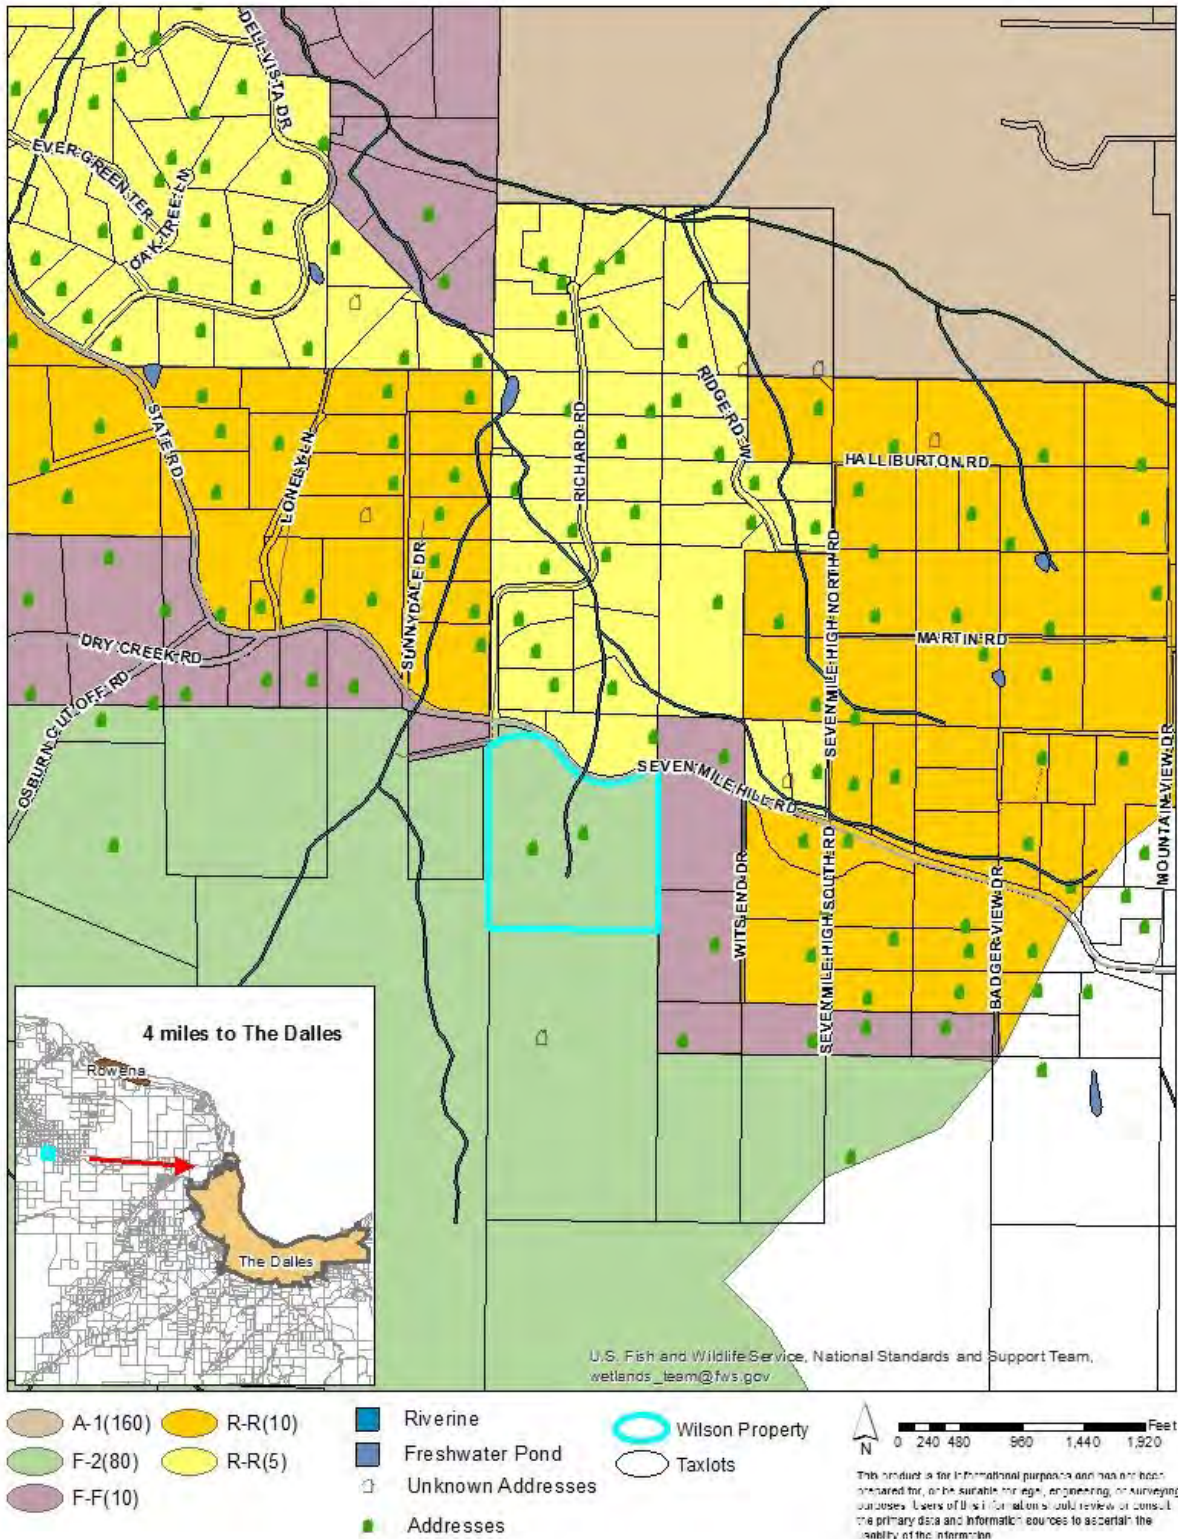 DELL VISTA DR
EVER GREEN TER
OAK TREE LN
STATE RD
LONELY LN
RICHARD RD
RIDGE RD W
HALLIBURTON RD
SUNNYDALE DR
SEVEN MILE HIGH NORTH RD
MARTIN RD
DRY CREEK RD
OSBURN CUT OFF RD
SEVEN MILE HILL RD
MOUNTAIN VIEW DR
WITS END DR
SEVEN MILE HIGH SOUTH RD
BADGER VIEW DR
4 miles to The Dalles
Rowena
The Dalles
U.S. Fish and Wildlife Service, National Standards and Support Team,
wetlands_team@fws.gov
A-1(160)
F-2(80)
F-F(10)
R-R(10)
R-R(5)
Riverine
Freshwater Pond
Unknown Addresses
Addresses
Wilson Property
Taxlots
N
Feet
0 240 480 960 1,440 1,920
This product is for informational purposes and has not been
prepared for, or be suitable for legal, engineering, or surveying
purposes. Users of this information should review or consult
the primary data and information sources to ascertain the
usability of the information.